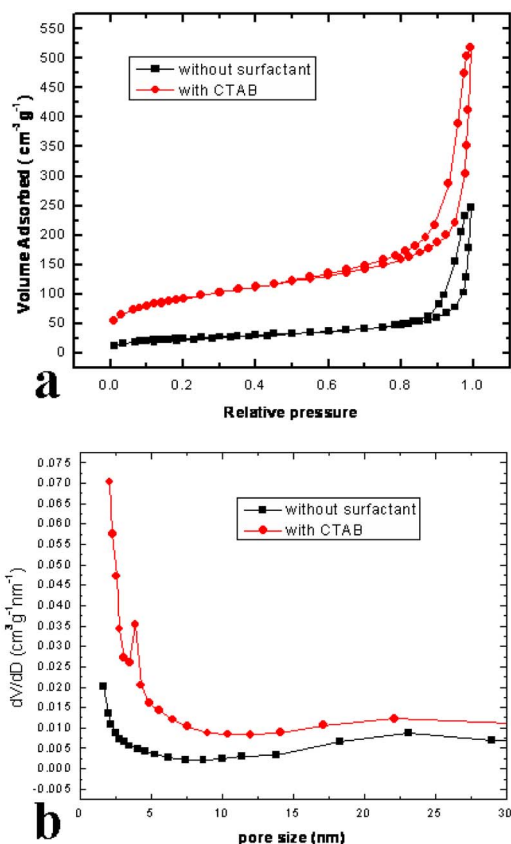 550
500
450
400
350
300
250
200
150
100
50
0
Volume Adsorbed ( cm³ g⁻¹)
without surfactant
with CTAB
0.0 0.2 0.4 0.6 0.8 1.0
Relative pressure
a
0.075
0.070
0.065
0.060
0.055
0.050
0.045
0.040
0.035
0.030
0.025
0.020
0.015
0.010
0.005
0.000
-0.005
dV/dD (cm³g⁻¹nm⁻¹)
without surfactant
with CTAB
0 5 10 15 20 25 30
pore size (nm)
b